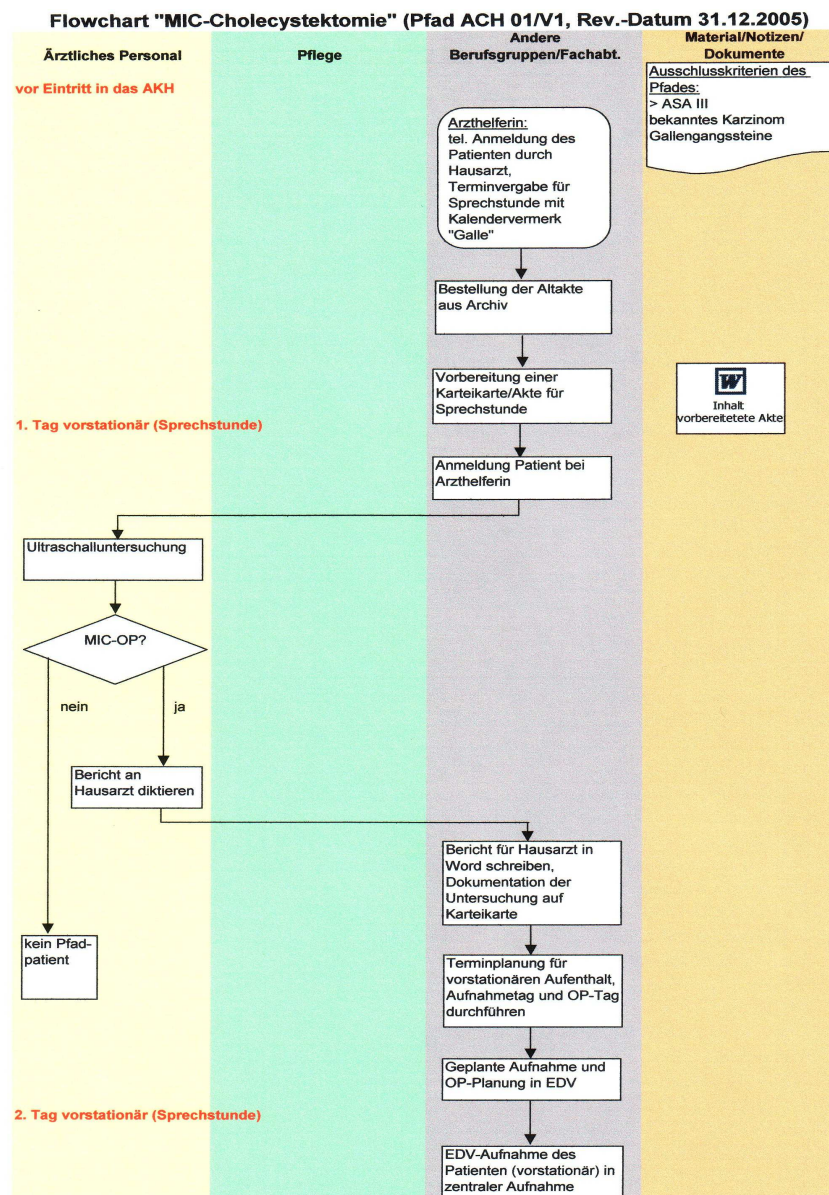 Flowchart "MIC-Cholecystektomie" (Pfad ACH 01/V1, Rev.-Datum 31.12.2005)
Ärztliches Personal
Pflege
Andere
Berufsgruppen/Fachabt.
Material/Notizen/
Dokumente
vor Eintritt in das AKH
Ausschlusskriterien des
Pfades:
> ASA III
bekanntes Karzinom
Gallengangssteine
Arzthelferin:
tel. Anmeldung des
Patienten durch
Hausarzt,
Terminvergabe für
Sprechstunde mit
Kalendervermerk
"Galle"
Bestellung der Altakte
aus Archiv
Vorbereitung einer
Karteikarte/Akte für
Sprechstunde
W
Inhalt
vorbereitetete Akte
1. Tag vorstationär (Sprechstunde)
Anmeldung Patient bei
Arzthelferin
Ultraschalluntersuchung
MIC-OP?
nein
ja
Bericht an
Hausarzt diktieren
Bericht für Hausarzt in
Word schreiben,
Dokumentation der
Untersuchung auf
Karteikarte
kein Pfad-
patient
Terminplanung für
vorstationären Aufenthalt,
Aufnahmetag und OP-Tag
durchführen
Geplante Aufnahme und
OP-Planung in EDV
2. Tag vorstationär (Sprechstunde)
EDV-Aufnahme des
Patienten (vorstationär) in
zentraler Aufnahme